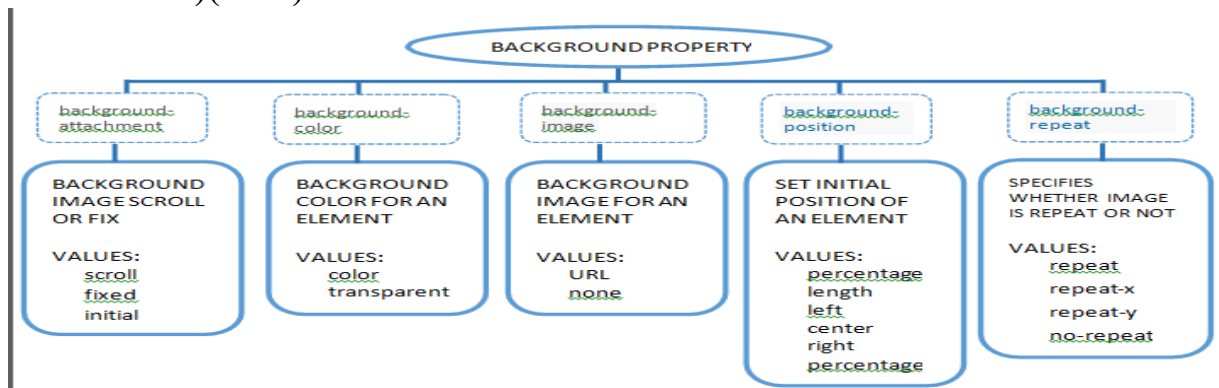 BACKGROUND PROPERTY
background-
attachment
BACKGROUND
IMAGE SCROLL
OR FIX
VALUES:
scroll
fixed
initial
background-
color
BACKGROUND
COLOR FOR AN
ELEMENT
VALUES:
color
transparent
background-
image
BACKGROUND
IMAGE FOR AN
ELEMENT
VALUES:
URL
none
background-
position
SET INITIAL
POSITION OF
AN ELEMENT
VALUES:
percentage
length
left
center
right
percentage
background-
repeat
SPECIFIES
WHETHER IMAGE
IS REPEAT OR NOT
VALUES:
repeat
repeat-x
repeat-y
no-repeat